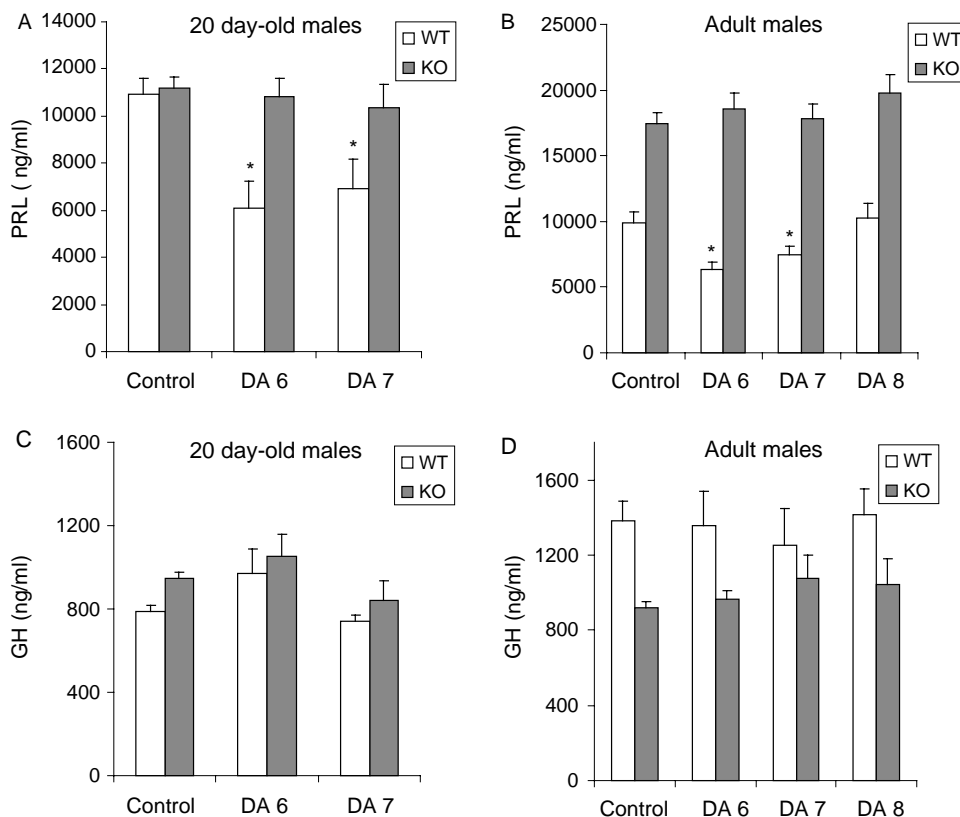 A
20 day-old males
WT
KO
PRL ( ng/ml)
14000
12000
10000
8000
6000
4000
2000
0
*
*
Control DA 6 DA 7
B
Adult males
WT
KO
PRL (ng/ml)
25000
20000
15000
10000
5000
0
*
*
Control DA 6 DA 7 DA 8
C
20 day-old males
WT
KO
GH (ng/ml)
1600
1200
800
400
0
Control DA 6 DA 7
D
Adult males
WT
KO
GH (ng/ml)
1600
1200
800
400
0
Control DA 6 DA 7 DA 8